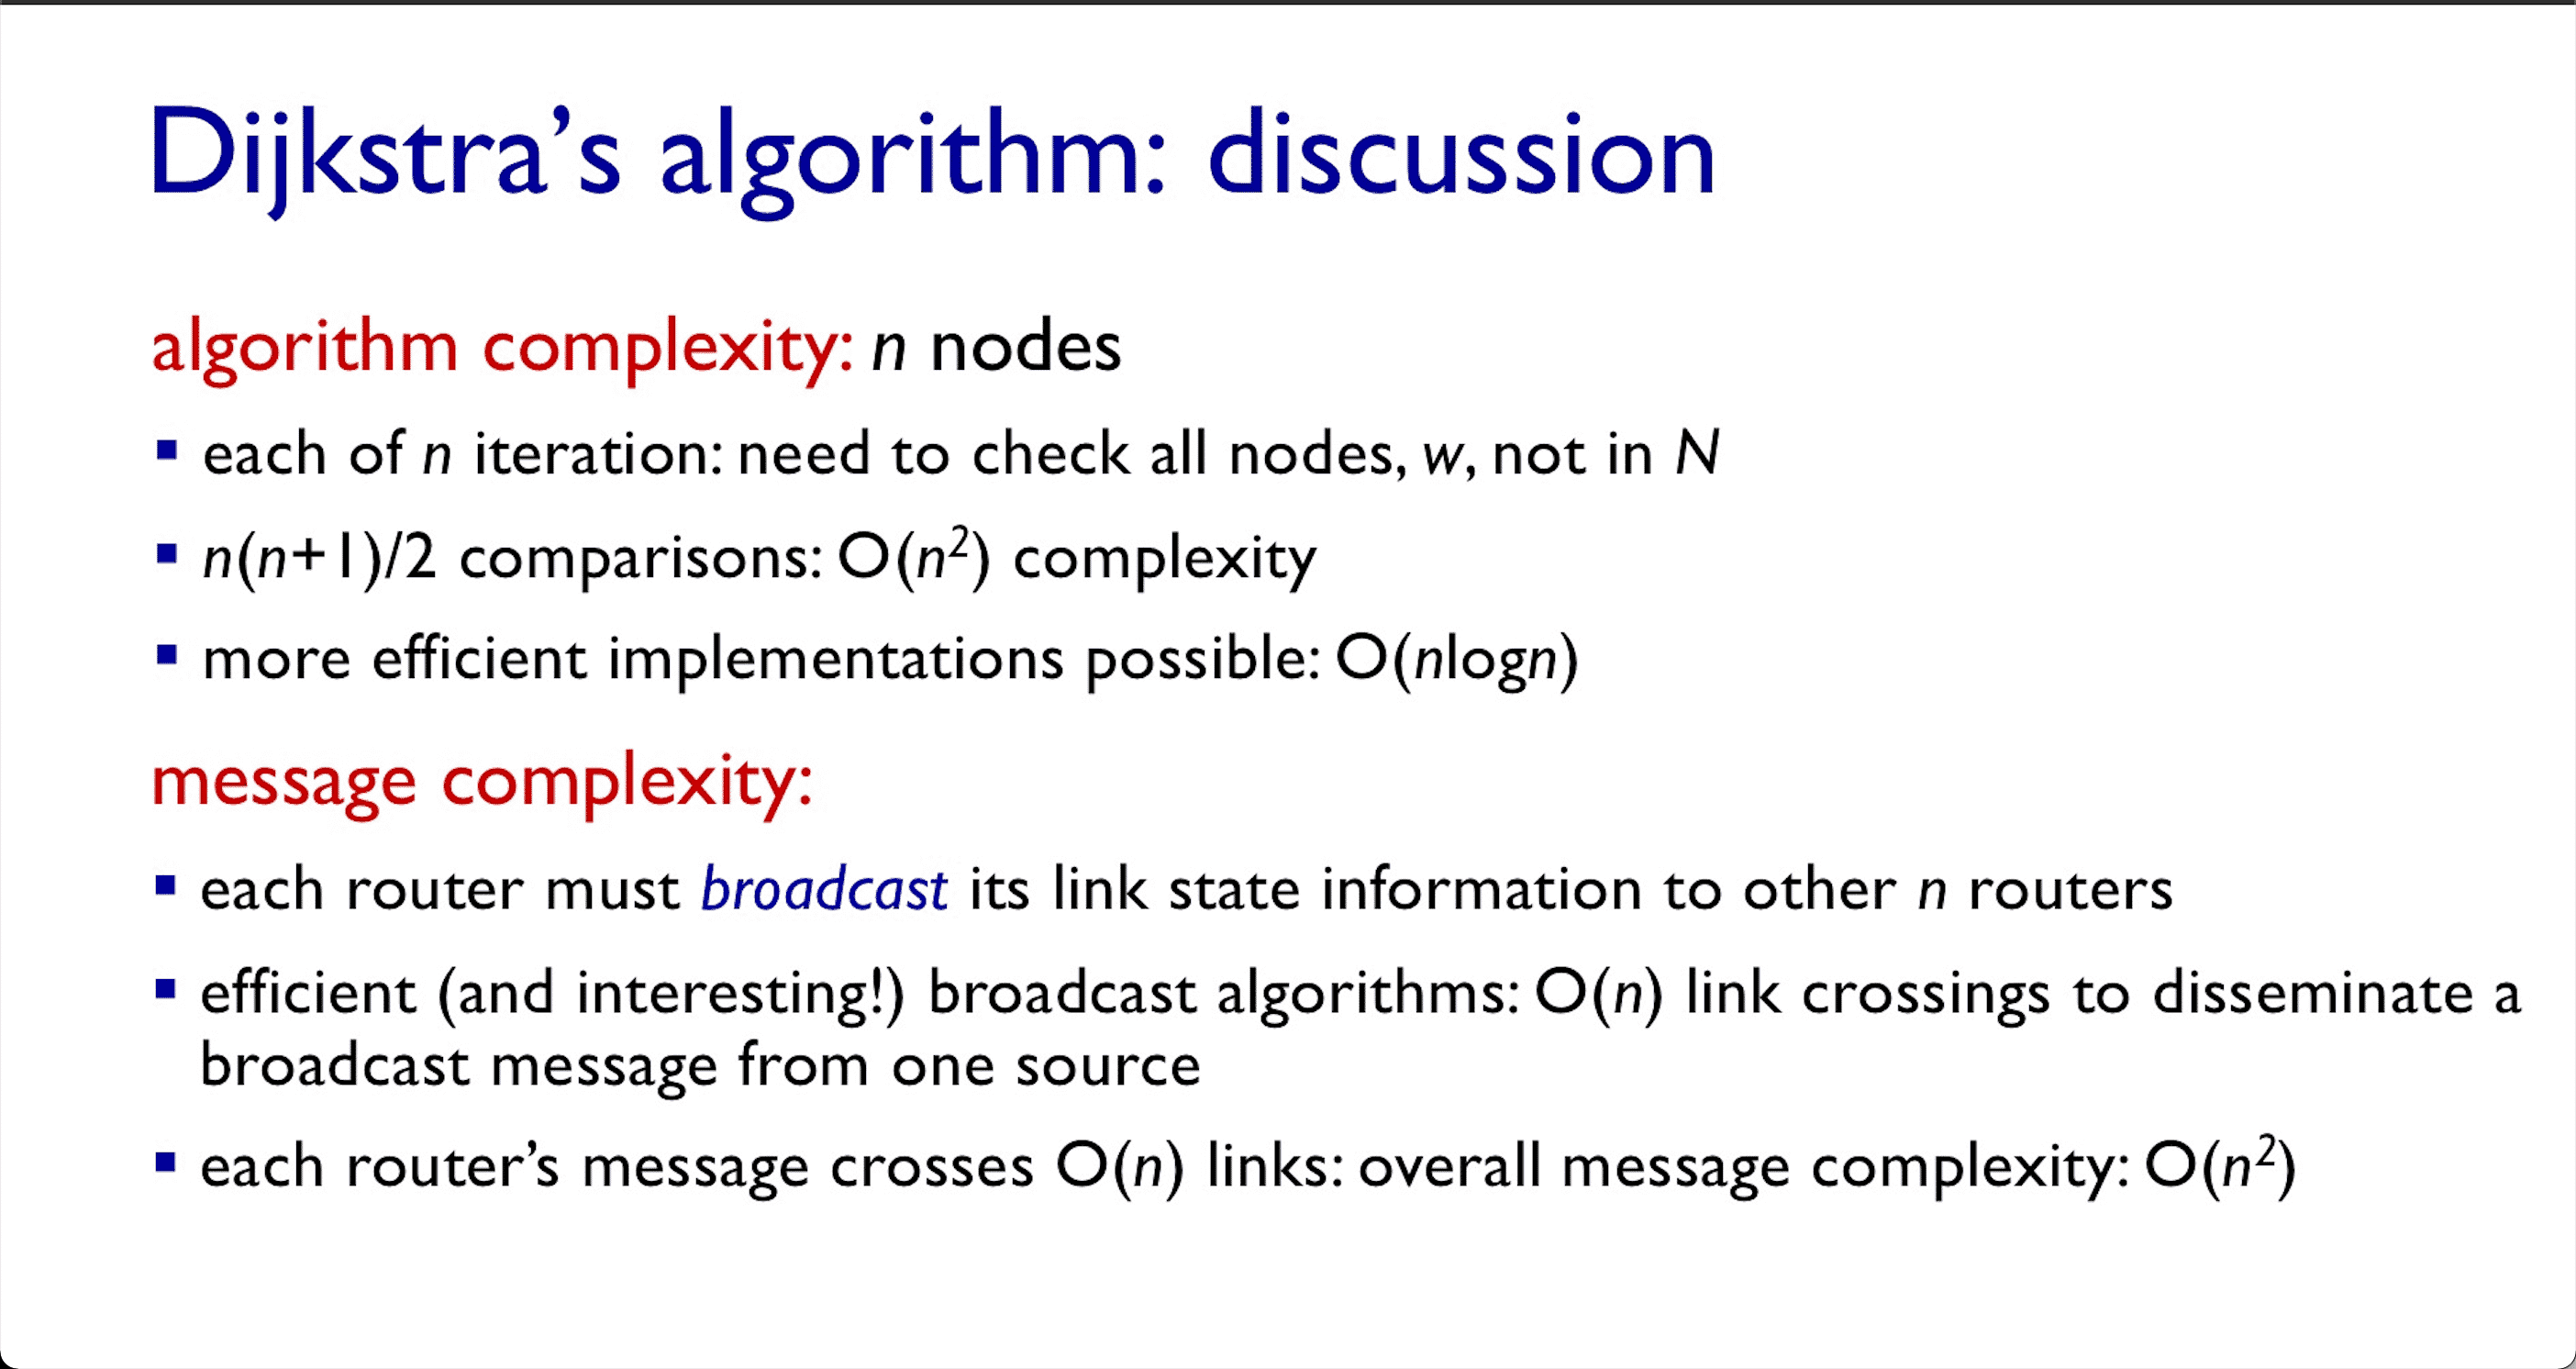 Dijkstra’s algorithm: discussion
algorithm complexity: n nodes
▪ each of n iteration: need to check all nodes, w, not in N
▪ n(n+1)/2 comparisons: O(n²) complexity
▪ more efficient implementations possible: O(nlogn)
message complexity:
▪ each router must broadcast its link state information to other n routers
▪ efficient (and interesting!) broadcast algorithms: O(n) link crossings to disseminate a
broadcast message from one source
▪ each router’s message crosses O(n) links: overall message complexity: O(n²)